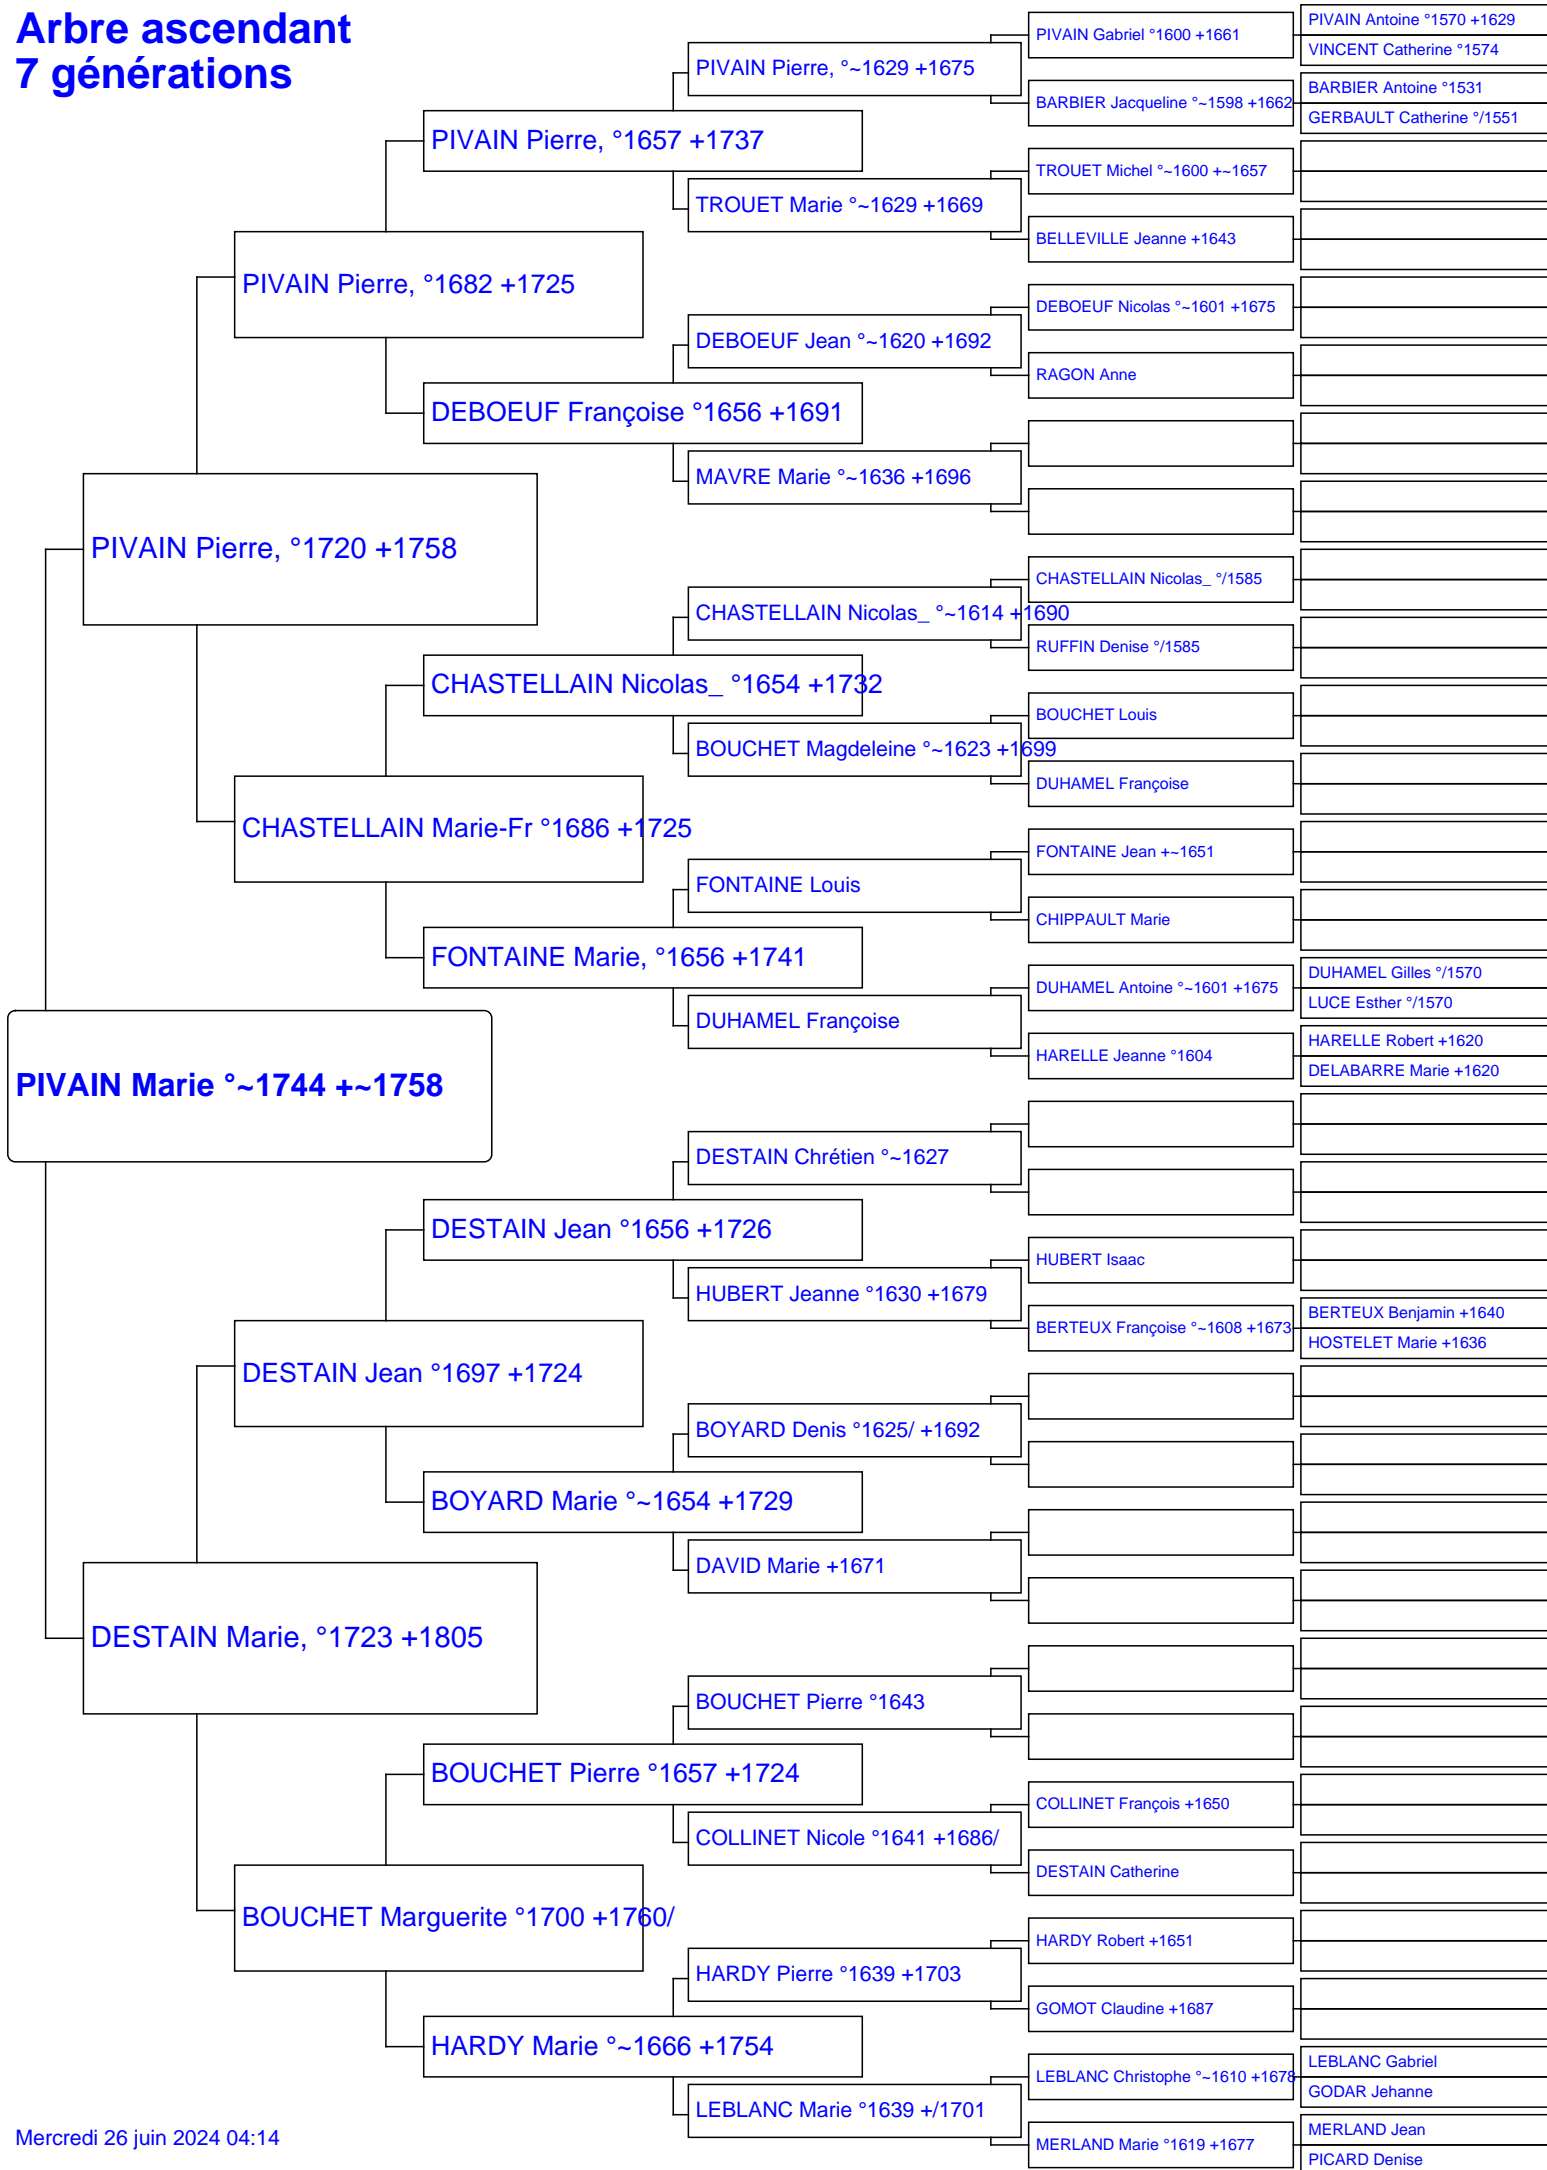 Arbre ascendant
7 générations
PIVAIN Marie °~1744 +~1758
PIVAIN Pierre, °1720 +1758
DESTAIN Marie, °1723 +1805
PIVAIN Pierre, °1682 +1725
CHASTELLAIN Marie-Fr °1686 +1725
DESTAIN Jean °1697 +1724
BOUCHET Marguerite °1700 +1760/
PIVAIN Pierre, °1657 +1737
DEBOEUF Françoise °1656 +1691
CHASTELLAIN Nicolas_ °1654 +1732
FONTAINE Marie, °1656 +1741
DESTAIN Jean °1656 +1726
BOYARD Marie °~1654 +1729
BOUCHET Pierre °1657 +1724
HARDY Marie °~1666 +1754
PIVAIN Pierre, °~1629 +1675
TROUET Marie °~1629 +1669
DEBOEUF Jean °~1620 +1692
MAVRE Marie °~1636 +1696
CHASTELLAIN Nicolas_ °~1614 +1690
BOUCHET Magdeleine °~1623 +1699
FONTAINE Louis
DUHAMEL Françoise
DESTAIN Chrétien °~1627
HUBERT Jeanne °1630 +1679
BOYARD Denis °1625/ +1692
DAVID Marie +1671
BOUCHET Pierre °1643
COLLINET Nicole °1641 +1686/
HARDY Pierre °1639 +1703
LEBLANC Marie °1639 +/1701
PIVAIN Gabriel °1600 +1661
BARBIER Jacqueline °~1598 +1662
TROUET Michel °~1600 +~1657
BELLEVILLE Jeanne +1643
DEBOEUF Nicolas °~1601 +1675
RAGON Anne
CHASTELLAIN Nicolas_ °/1585
RUFFIN Denise °/1585
BOUCHET Louis
DUHAMEL Françoise
FONTAINE Jean +~1651
CHIPPAULT Marie
DUHAMEL Antoine °~1601 +1675
HARELLE Jeanne °1604
HUBERT Isaac
BERTEUX Françoise °~1608 +1673
COLLINET François +1650
DESTAIN Catherine
HARDY Robert +1651
GOMOT Claudine +1687
LEBLANC Christophe °~1610 +1678
MERLAND Marie °1619 +1677
PIVAIN Antoine °1570 +1629
VINCENT Catherine °1574
BARBIER Antoine °1531
GERBAULT Catherine °/1551
DUHAMEL Gilles °/1570
LUCE Esther °/1570
HARELLE Robert +1620
DELABARRE Marie +1620
BERTEUX Benjamin +1640
HOSTELET Marie +1636
LEBLANC Gabriel
GODAR Jehanne
MERLAND Jean
PICARD Denise
Mercredi 26 juin 2024 04:14